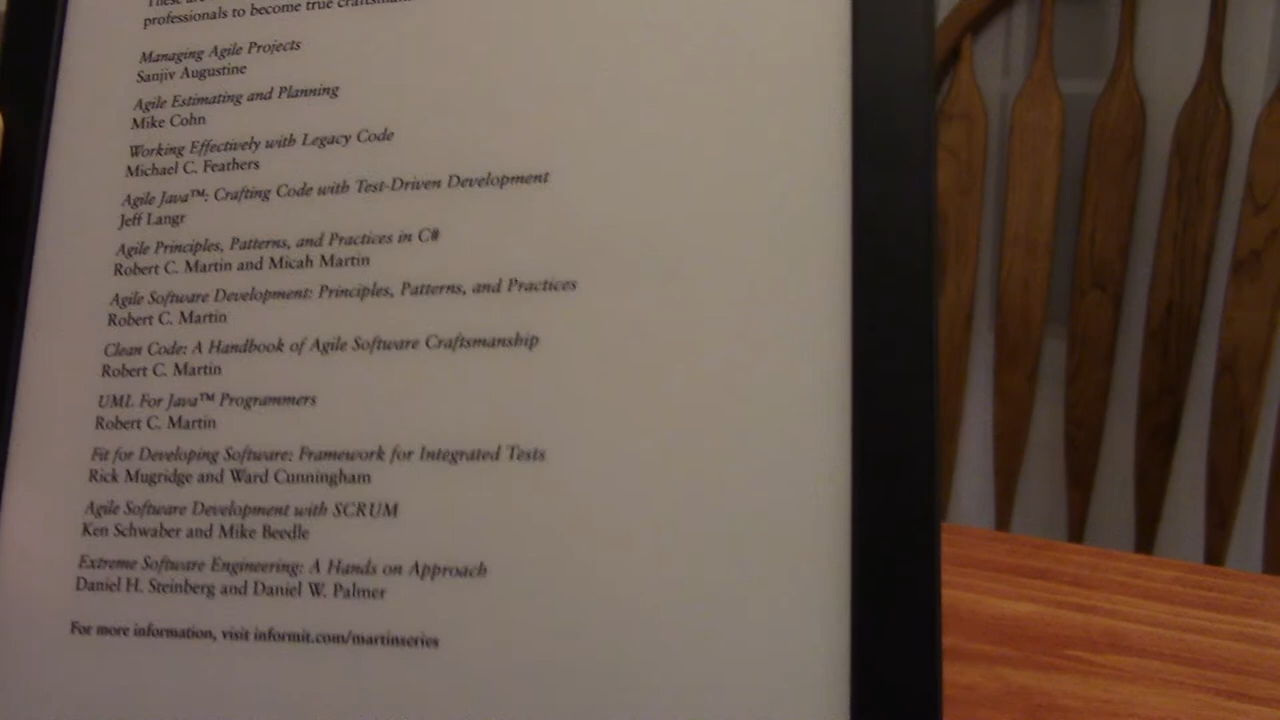 These are
professionals to become true craftsman
Managing Agile Projects
Sanjiv Augustine
Agile Estimating and Planning
Mike Cohn
Working Effectively with Legacy Code
Michael C. Feathers
Agile Java™: Crafting Code with Test-Driven Development
Jeff Langr
Agile Principles, Patterns, and Practices in C#
Robert C. Martin and Micah Martin
Agile Software Development: Principles, Patterns, and Practices
Robert C. Martin
Clean Code: A Handbook of Agile Software Craftsmanship
Robert C. Martin
UML For Java™ Programmers
Robert C. Martin
Fit for Developing Software: Framework for Integrated Tests
Rick Mugridge and Ward Cunningham
Agile Software Development with SCRUM
Ken Schwaber and Mike Beedle
Extreme Software Engineering: A Hands on Approach
Daniel H. Steinberg and Daniel W. Palmer
For more information, visit informit.com/martinseries